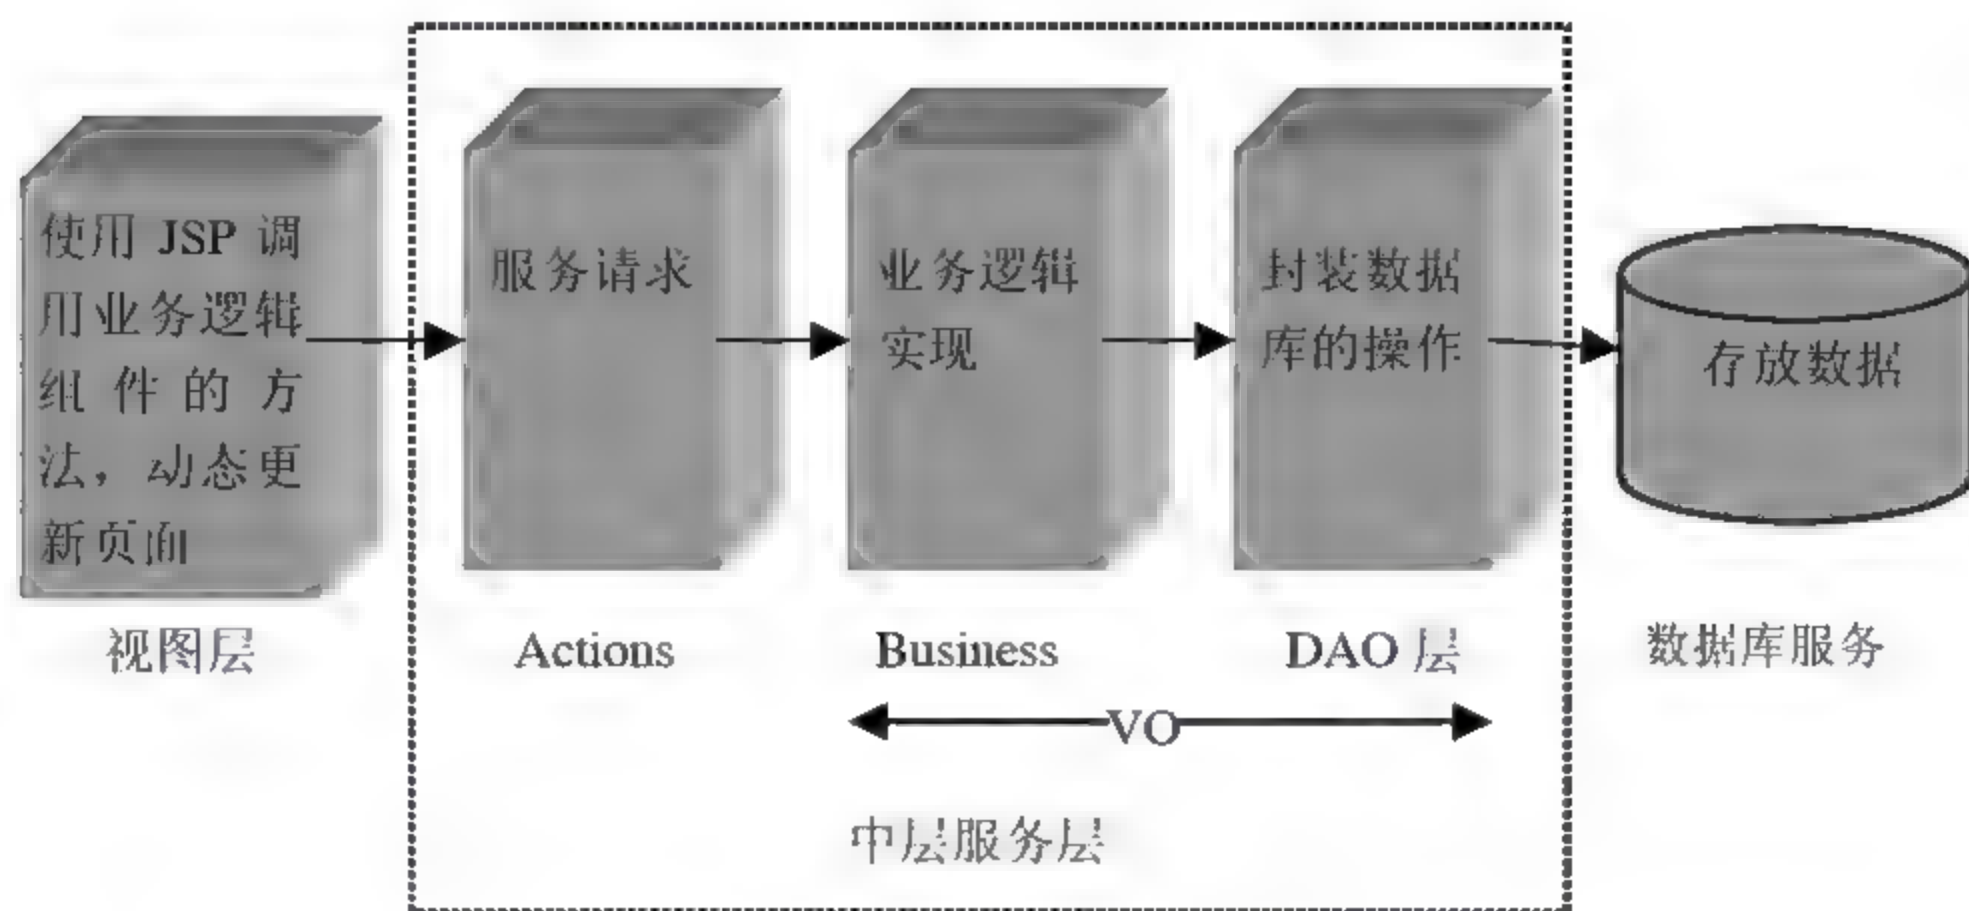 使用 JSP 调
用业务逻辑
组件的方
法，动态更
新页面
服务请求
业务逻辑
实现
封装数据
库的操作
存放数据
视图层
Actions
Business
DAO 层
数据库服务
VO
中层服务层